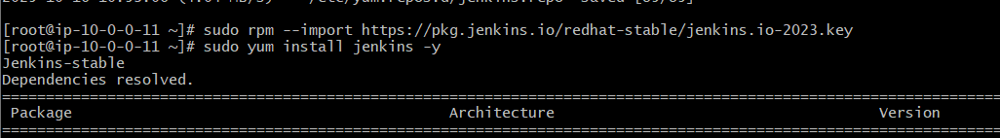 [root@ip-10-0-0-11 ~]# sudo rpm --import https://pkg.jenkins.io/redhat-stable/jenkins.io-2023.key
[root@ip-10-0-0-11 ~]# sudo yum install jenkins -y
Jenkins-stable
Dependencies resolved.
================================================================================
Package Architecture Version
================================================================================